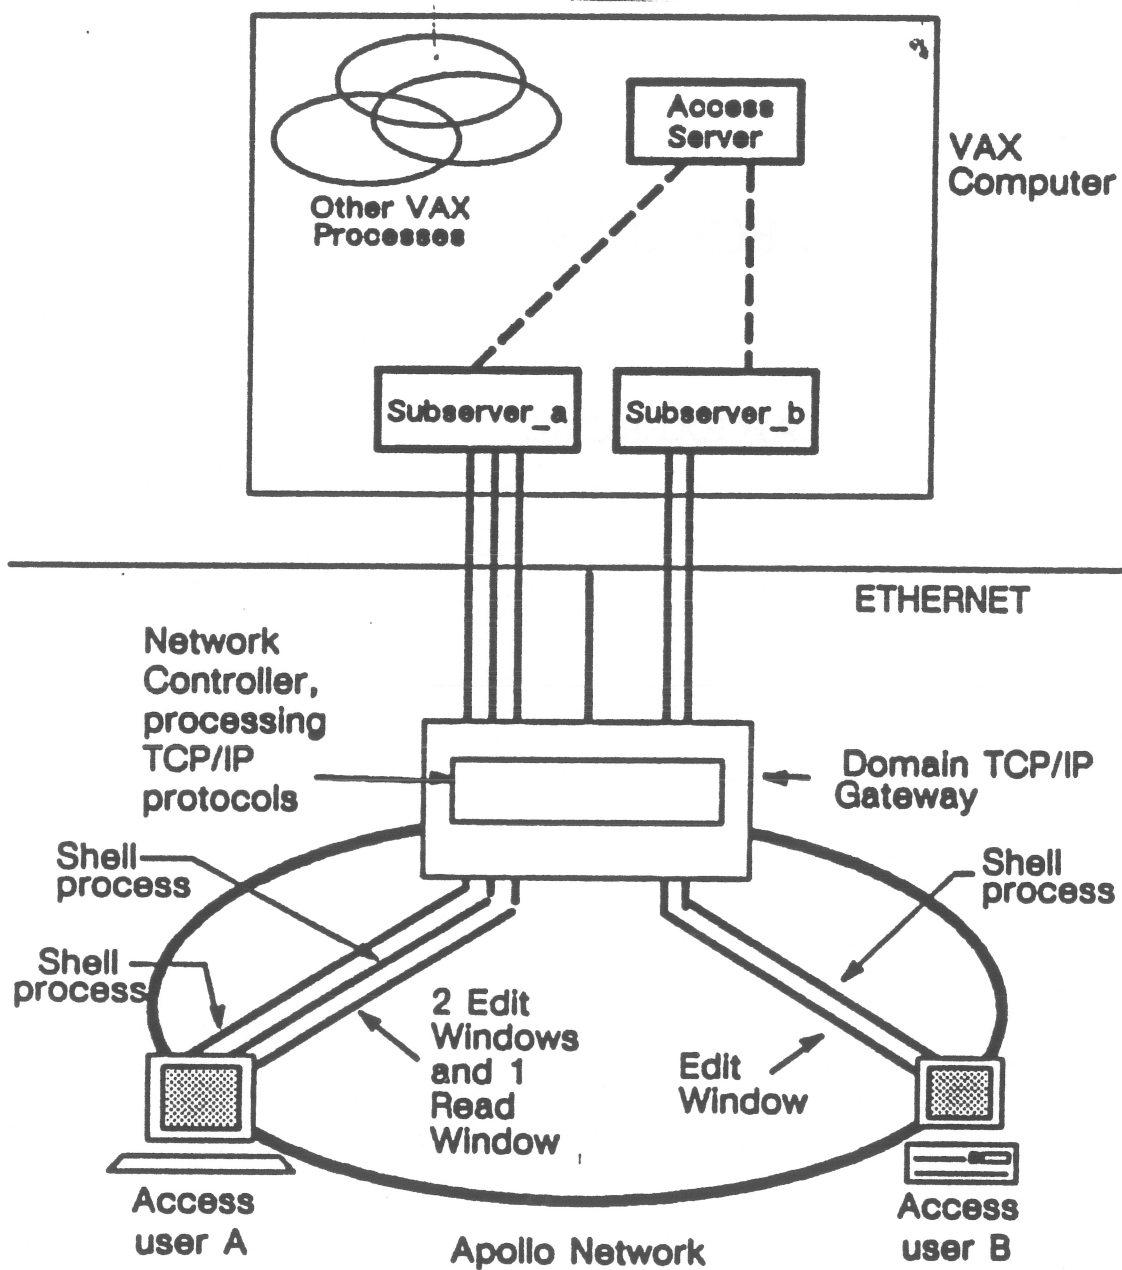 Access
Server
VAX
Computer
Other VAX
Processes
Subserver_a
Subserver_b
ETHERNET
Network
Controller,
processing
TCP/IP
protocols
Domain TCP/IP
Gateway
Shell
process
Shell
process
Shell
process
2 Edit
Windows
and 1
Read
Window
Edit
Window
Access
user A
Access
user B
Apollo Network